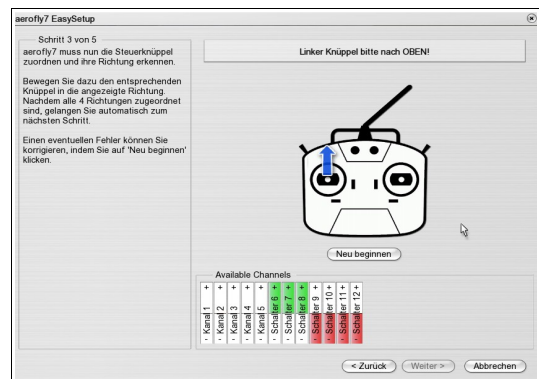 aerofly7 EasySetup
Schritt 3 von 5
aerofly7 muss nun die Steuerknüppel
zuordnen und ihre Richtung erkennen.
Bewegen Sie dazu den entsprechenden
Knüppel in die angezeigte Richtung.
Nachdem alle 4 Richtungen zugeordnet
sind, gelangen Sie automatisch zum
nächsten Schritt.
Einen eventuellen Fehler können Sie
korrigieren, indem Sie auf 'Neu beginnen'
klicken.
Linker Knüppel bitte nach OBEN!
Neu beginnen
Available Channels
- Kanal 1 +
- Kanal 2 +
- Kanal 3 +
- Kanal 4 +
- Kanal 5 +
- Schalter 6 +
- Schalter 7 +
- Schalter 8 +
- Schalter 9 +
- Schalter 10 +
- Schalter 11 +
- Schalter 12 +
< Zurück
Weiter >
Abbrechen